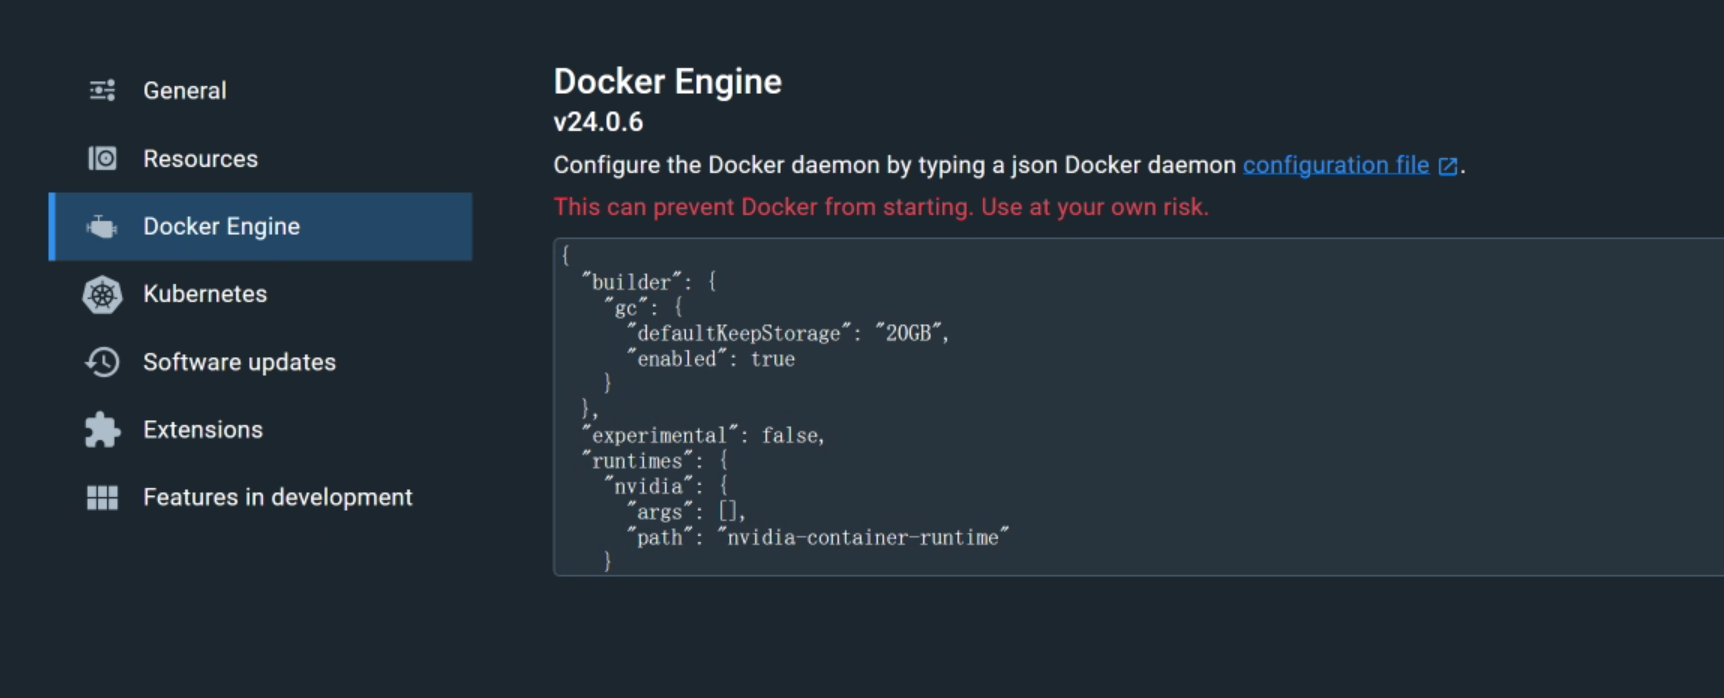 General
Resources
Docker Engine
Kubernetes
Software updates
Extensions
Features in development
Docker Engine
v24.0.6
Configure the Docker daemon by typing a json Docker daemon configuration file.
This can prevent Docker from starting. Use at your own risk.
{
  "builder": {
    "gc": {
      "defaultKeepStorage": "20GB",
      "enabled": true
    }
  },
  "experimental": false,
  "runtimes": {
    "nvidia": {
      "args": [],
      "path": "nvidia-container-runtime"
    }